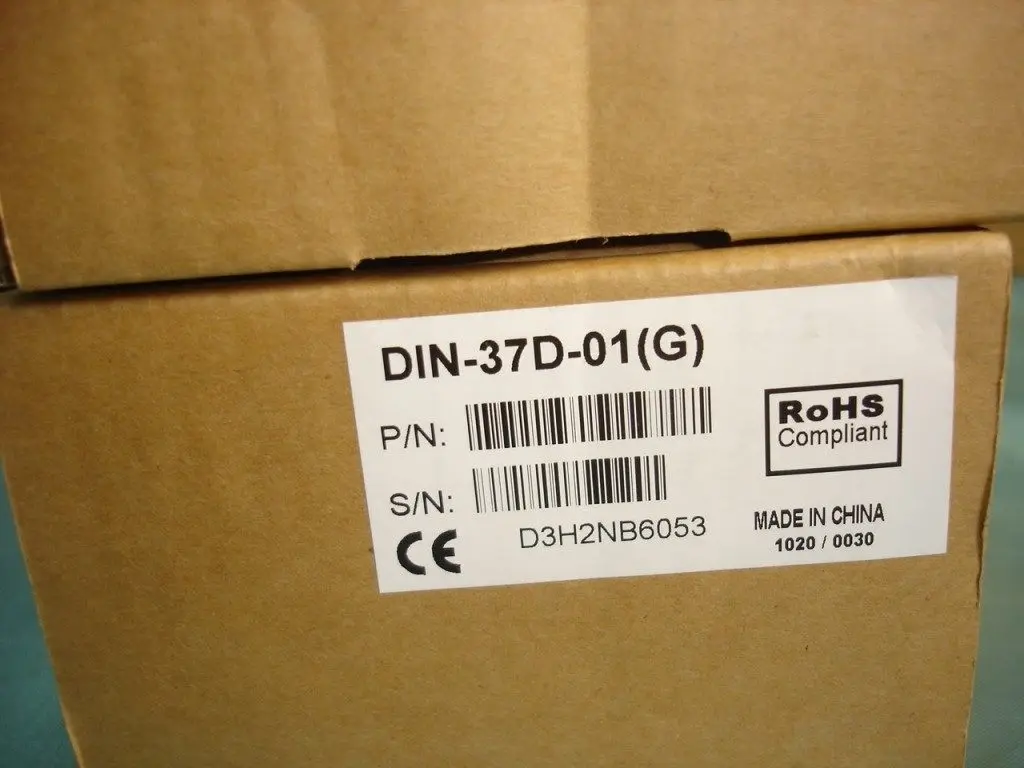 DIN-37D-01(G)
P/N:
RoHS
Compliant
S/N:
D3H2NB6053
CE
MADE IN CHINA
1020 / 0030